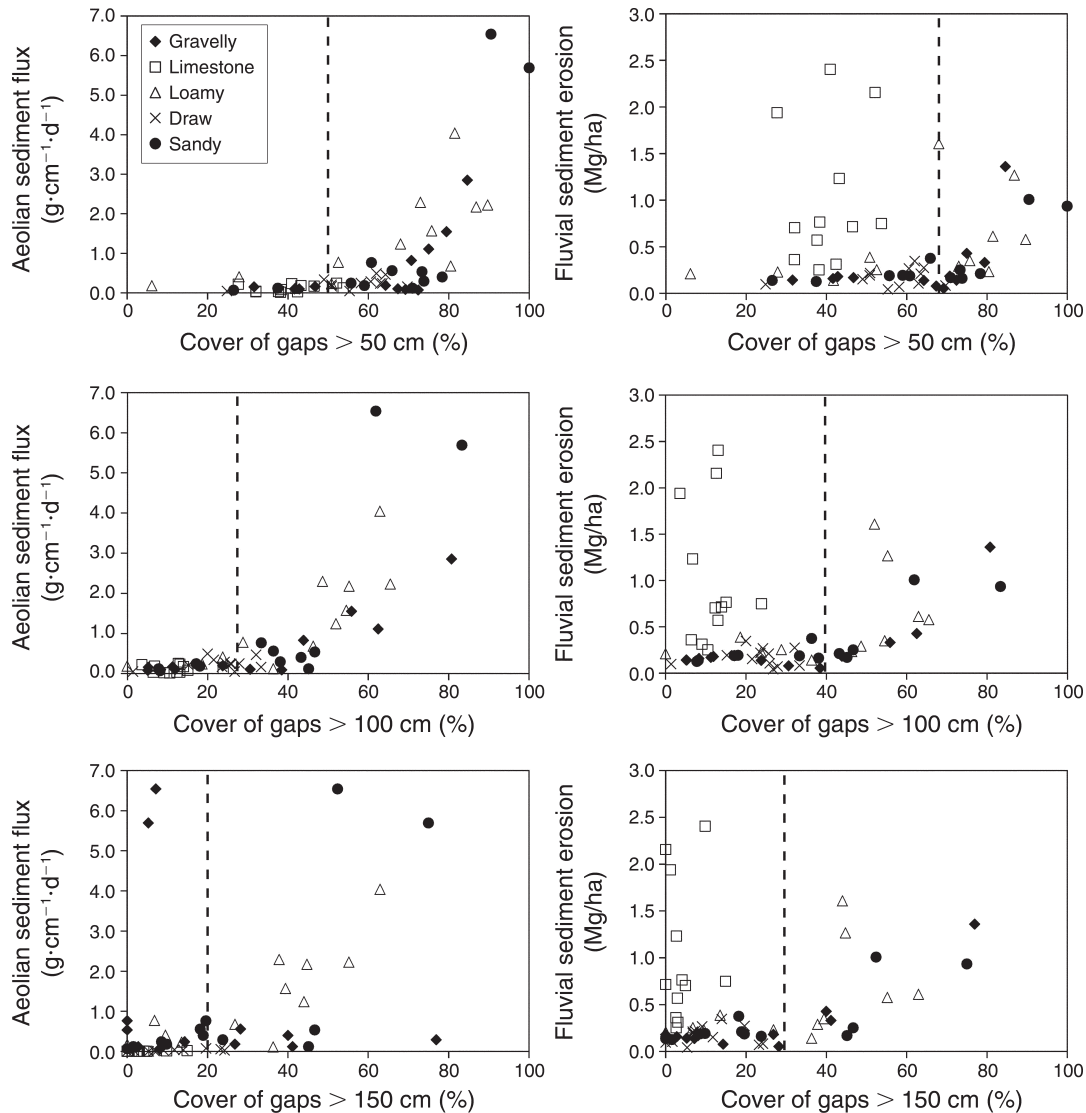 Aeolian sediment flux
(g·cm⁻¹·d⁻¹)
7.0
6.0
5.0
4.0
3.0
2.0
1.0
0.0
Gravelly
Limestone
Loamy
Draw
Sandy
0 20 40 60 80 100
Cover of gaps > 50 cm (%)
Fluvial sediment erosion
(Mg/ha)
3.0
2.5
2.0
1.5
1.0
0.5
0.0
0 20 40 60 80 100
Cover of gaps > 50 cm (%)
Aeolian sediment flux
(g·cm⁻¹·d⁻¹)
7.0
6.0
5.0
4.0
3.0
2.0
1.0
0.0
0 20 40 60 80 100
Cover of gaps > 100 cm (%)
Fluvial sediment erosion
(Mg/ha)
3.0
2.5
2.0
1.5
1.0
0.5
0.0
0 20 40 60 80 100
Cover of gaps > 100 cm (%)
Aeolian sediment flux
(g·cm⁻¹·d⁻¹)
7.0
6.0
5.0
4.0
3.0
2.0
1.0
0.0
0 20 40 60 80 100
Cover of gaps > 150 cm (%)
Fluvial sediment erosion
(Mg/ha)
3.0
2.5
2.0
1.5
1.0
0.5
0.0
0 20 40 60 80 100
Cover of gaps > 150 cm (%)